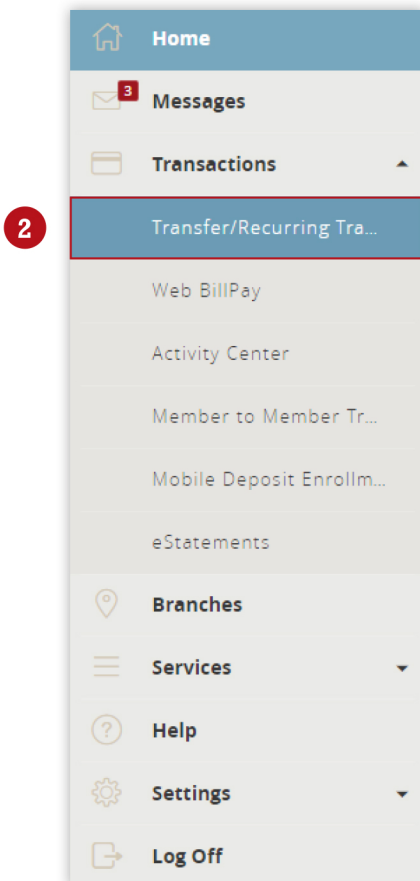 Home
3
Messages
Transactions
2
Transfer/Recurring Tra...
Web BillPay
Activity Center
Member to Member Tr...
Mobile Deposit Enrollm...
eStatements
Branches
Services
?
Help
Settings
Log Off